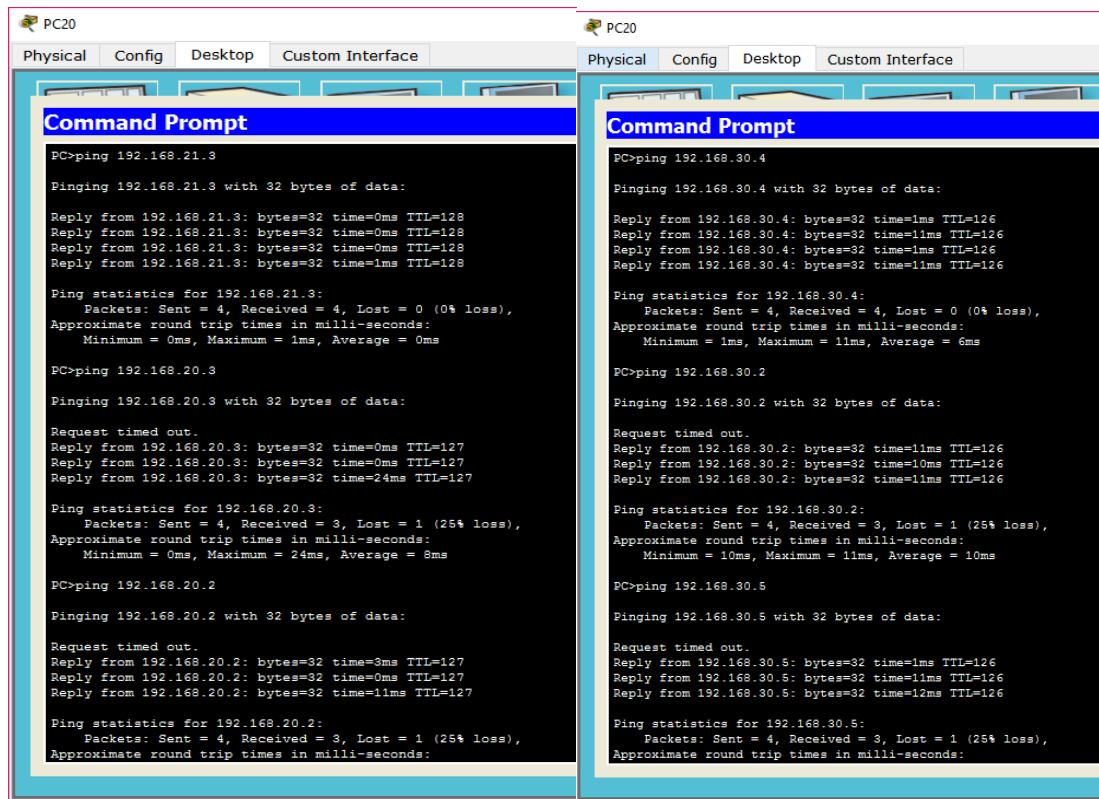 PC20
Physical Config Desktop Custom Interface
Command Prompt
PC>ping 192.168.21.3
Pinging 192.168.21.3 with 32 bytes of data:
Reply from 192.168.21.3: bytes=32 time=0ms TTL=128
Reply from 192.168.21.3: bytes=32 time=0ms TTL=128
Reply from 192.168.21.3: bytes=32 time=0ms TTL=128
Reply from 192.168.21.3: bytes=32 time=1ms TTL=128
Ping statistics for 192.168.21.3:
Packets: Sent = 4, Received = 4, Lost = 0 (0% loss),
Approximate round trip times in milli-seconds:
Minimum = 0ms, Maximum = 1ms, Average = 0ms
PC>ping 192.168.20.3
Pinging 192.168.20.3 with 32 bytes of data:
Request timed out.
Reply from 192.168.20.3: bytes=32 time=0ms TTL=127
Reply from 192.168.20.3: bytes=32 time=0ms TTL=127
Reply from 192.168.20.3: bytes=32 time=24ms TTL=127
Ping statistics for 192.168.20.3:
Packets: Sent = 4, Received = 3, Lost = 1 (25% loss),
Approximate round trip times in milli-seconds:
Minimum = 0ms, Maximum = 24ms, Average = 8ms
PC>ping 192.168.20.2
Pinging 192.168.20.2 with 32 bytes of data:
Request timed out.
Reply from 192.168.20.2: bytes=32 time=3ms TTL=127
Reply from 192.168.20.2: bytes=32 time=0ms TTL=127
Reply from 192.168.20.2: bytes=32 time=11ms TTL=127
Ping statistics for 192.168.20.2:
Packets: Sent = 4, Received = 3, Lost = 1 (25% loss),
Approximate round trip times in milli-seconds:
PC20
Physical Config Desktop Custom Interface
Command Prompt
PC>ping 192.168.30.4
Pinging 192.168.30.4 with 32 bytes of data:
Reply from 192.168.30.4: bytes=32 time=1ms TTL=126
Reply from 192.168.30.4: bytes=32 time=11ms TTL=126
Reply from 192.168.30.4: bytes=32 time=1ms TTL=126
Reply from 192.168.30.4: bytes=32 time=11ms TTL=126
Ping statistics for 192.168.30.4:
Packets: Sent = 4, Received = 4, Lost = 0 (0% loss),
Approximate round trip times in milli-seconds:
Minimum = 1ms, Maximum = 11ms, Average = 6ms
PC>ping 192.168.30.2
Pinging 192.168.30.2 with 32 bytes of data:
Request timed out.
Reply from 192.168.30.2: bytes=32 time=11ms TTL=126
Reply from 192.168.30.2: bytes=32 time=10ms TTL=126
Reply from 192.168.30.2: bytes=32 time=11ms TTL=126
Ping statistics for 192.168.30.2:
Packets: Sent = 4, Received = 3, Lost = 1 (25% loss),
Approximate round trip times in milli-seconds:
Minimum = 10ms, Maximum = 11ms, Average = 10ms
PC>ping 192.168.30.5
Pinging 192.168.30.5 with 32 bytes of data:
Request timed out.
Reply from 192.168.30.5: bytes=32 time=1ms TTL=126
Reply from 192.168.30.5: bytes=32 time=11ms TTL=126
Reply from 192.168.30.5: bytes=32 time=12ms TTL=126
Ping statistics for 192.168.30.5:
Packets: Sent = 4, Received = 3, Lost = 1 (25% loss),
Approximate round trip times in milli-seconds: